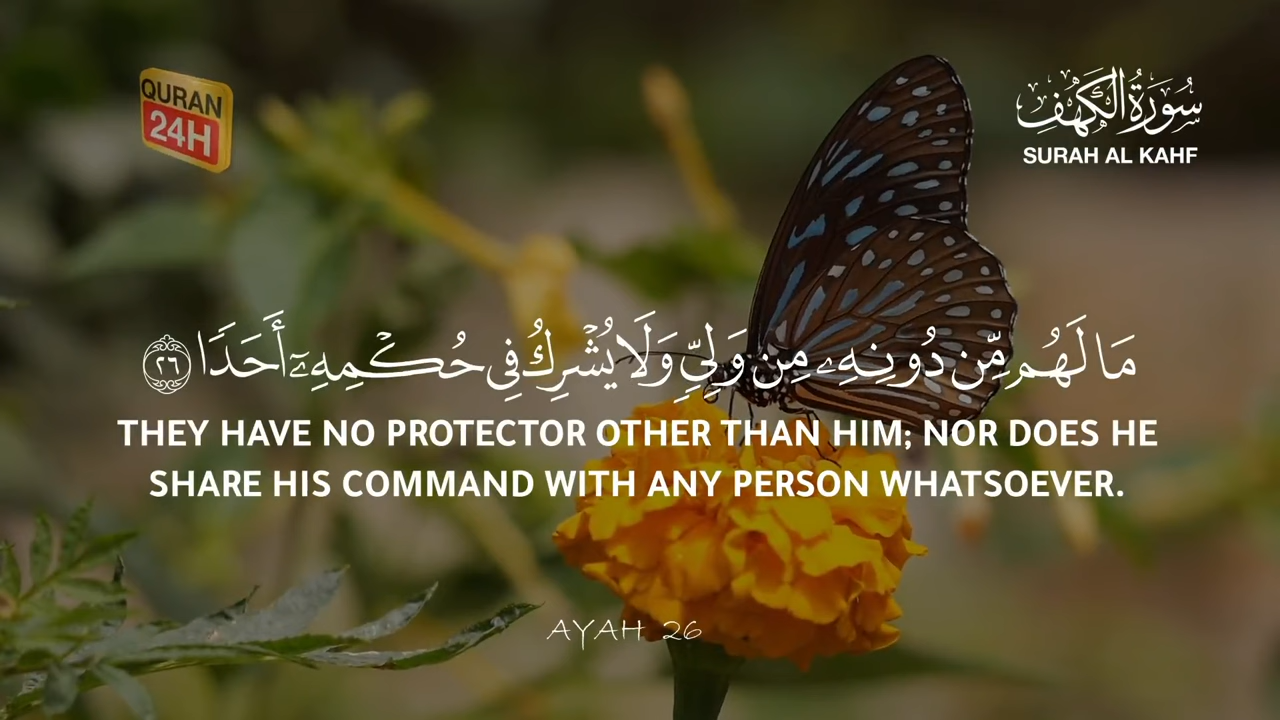 QURAN
24H
سُورَةُ الْكَهْفِ
SURAH AL KAHF
مَا لَهُم مِّن دُونِهِۦ مِن وَلِيٍّ وَلَا يُشْرِكُ فِى حُكْمِهِۦٓ أَحَدًا ٢٦
THEY HAVE NO PROTECTOR OTHER THAN HIM; NOR DOES HE
SHARE HIS COMMAND WITH ANY PERSON WHATSOEVER.
AYAH 26